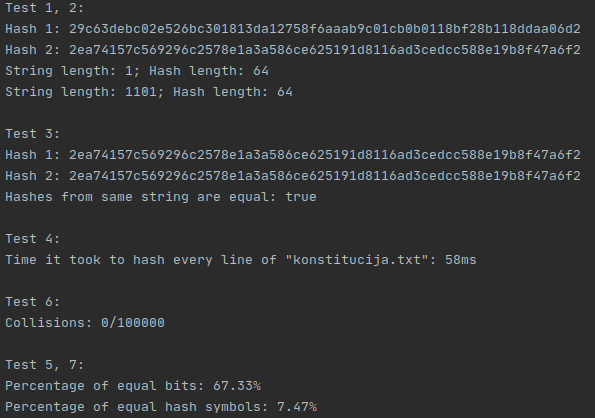 Test 1, 2:
Hash 1: 29c63debc02e526bc301813da12758f6aaab9c01cb0b0118bf28b118ddaa06d2
Hash 2: 2ea74157c569296c2578e1a3a586ce625191d8116ad3cedcc588e19b8f47a6f2
String length: 1; Hash length: 64
String length: 1101; Hash length: 64
Test 3:
Hash 1: 2ea74157c569296c2578e1a3a586ce625191d8116ad3cedcc588e19b8f47a6f2
Hash 2: 2ea74157c569296c2578e1a3a586ce625191d8116ad3cedcc588e19b8f47a6f2
Hashes from same string are equal: true
Test 4:
Time it took to hash every line of "konstitucija.txt": 58ms
Test 6:
Collisions: 0/100000
Test 5, 7:
Percentage of equal bits: 67.33%
Percentage of equal hash symbols: 7.47%